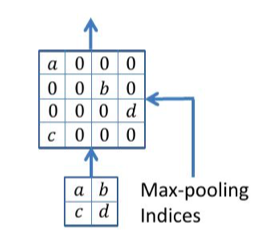 a 0 0 0
0 0 b 0
0 0 0 d
c 0 0 0
a b
c d
Max-pooling
Indices